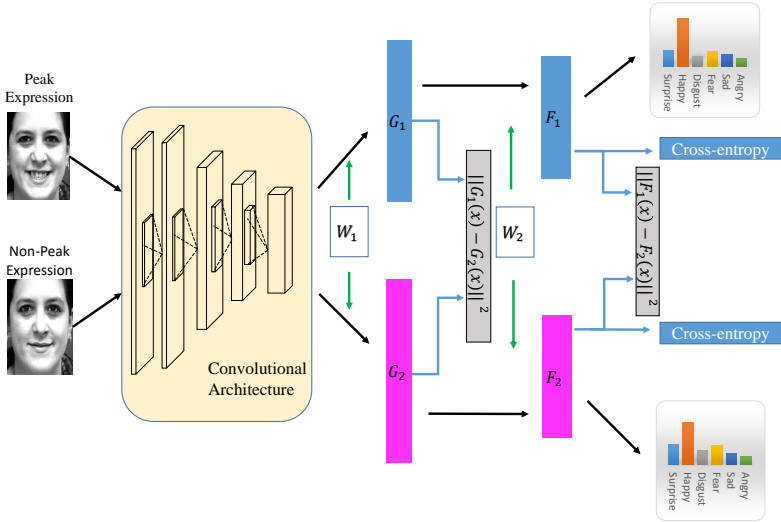 Peak
Expression
Non-Peak
Expression
Convolutional
Architecture
W₁
G₁
G₂
||G₁(x) − G₂(x)||²
W₂
F₁
F₂
Surprise
Happy
Disgust
Fear
Sad
Angry
Cross-entropy
||F₁(x) − F₂(x)||²
Cross-entropy
Surprise
Happy
Disgust
Fear
Sad
Angry